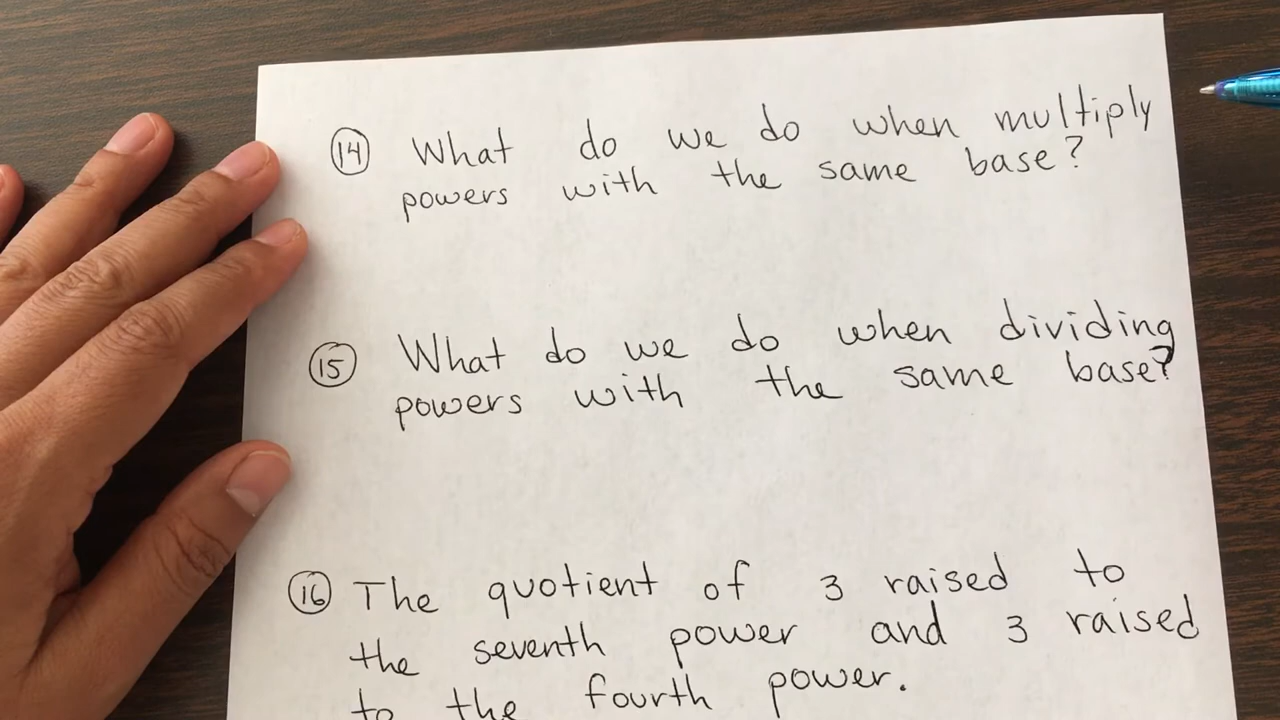 14 What do we do when multiply
powers with the same base?
15 What do we do when dividing
powers with the same base?
16 The quotient of 3 raised to
the seventh power and 3 raised
to the fourth power.